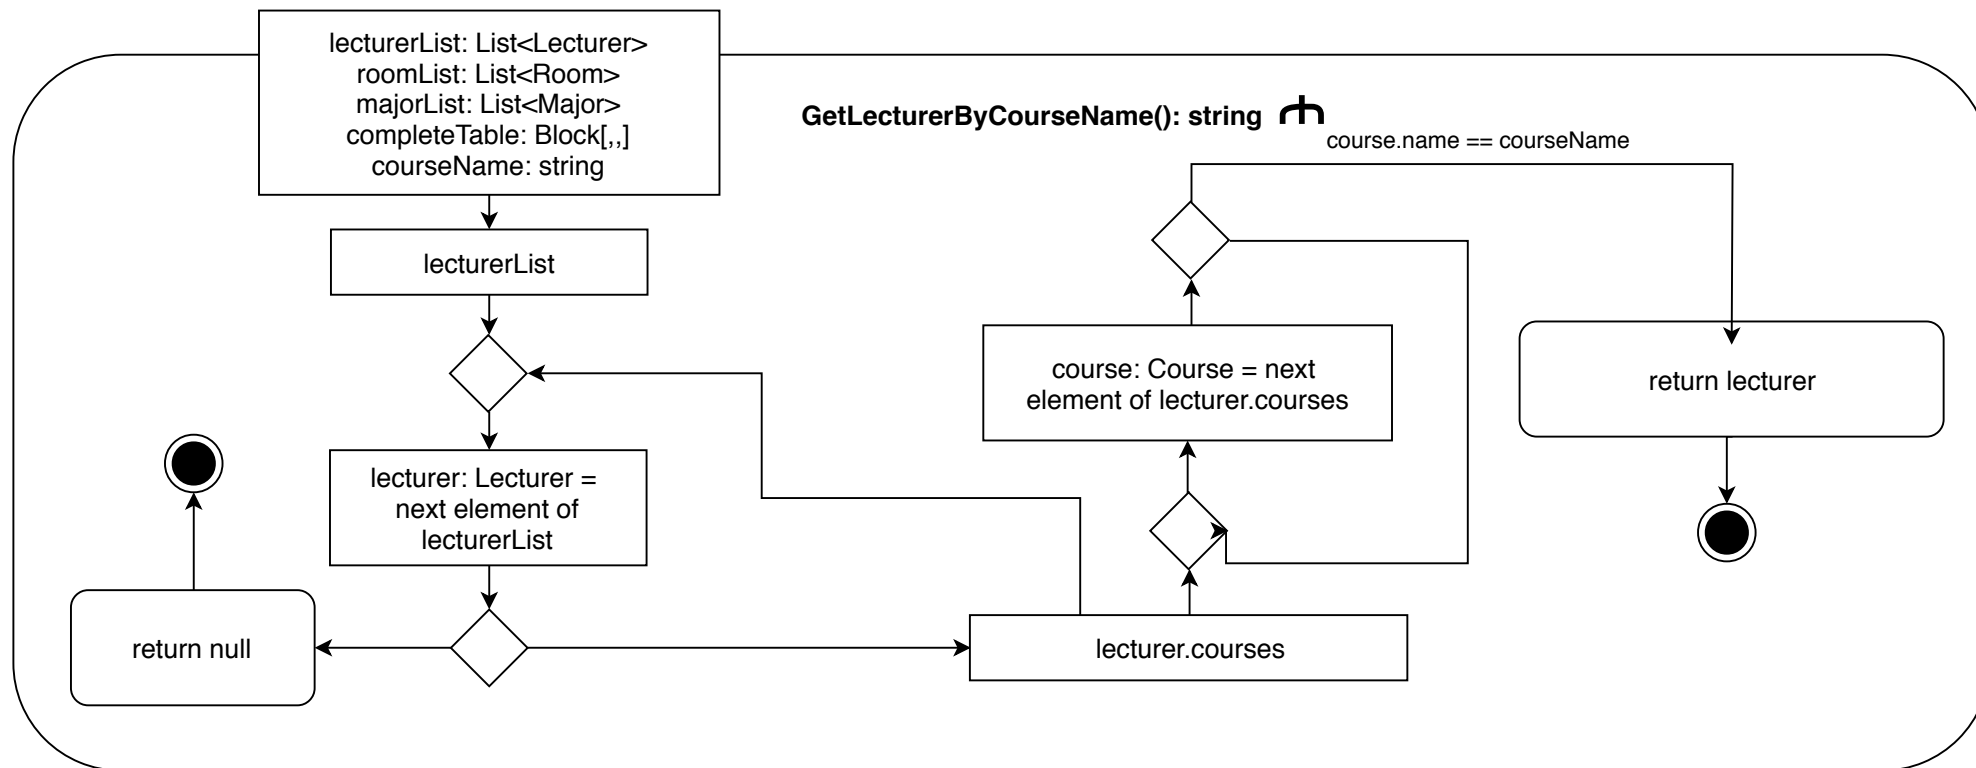 lecturerList: List<Lecturer>
roomList: List<Room>
majorList: List<Major>
completeTable: Block[,,]
courseName: string
GetLecturerByCourseName(): string
course.name == courseName
lecturerList
course: Course = next
element of lecturer.courses
return lecturer
lecturer: Lecturer =
next element of
lecturerList
return null
lecturer.courses